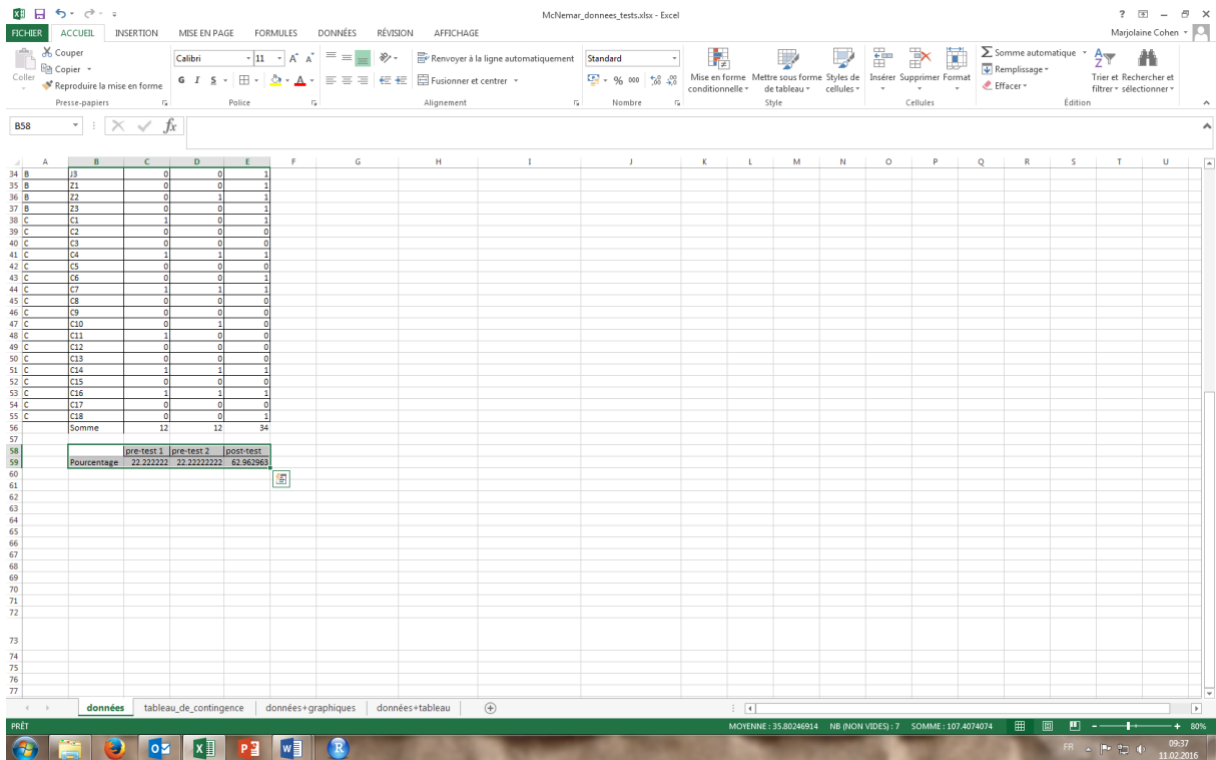 McNemar_donnees_tests.xlsx - Excel
FICHIER ACCUEIL INSERTION MISE EN PAGE FORMULES DONNÉES RÉVISION AFFICHAGE Marjolaine Cohen
Coller
Couper
Copier
Reproduire la mise en forme
Presse-papiers
Calibri 11
G I S
Police
Renvoyer à la ligne automatiquement
Fusionner et centrer
Alignement
Standard
% 000
Nombre
Mise en forme conditionnelle
Mettre sous forme de tableau
Styles de cellules
Style
Insérer Supprimer Format
Cellules
Somme automatique
Remplissage
Effacer
Trier et filtrer
Rechercher et sélectionner
Édition
B58 fx
A B C D E F G H I J K L M N O P Q R S T U
34 B J3 0 0 1
35 B Z1 0 0 1
36 B Z2 0 1 1
37 B Z3 0 0 1
38 C C1 1 0 1
39 C C2 0 0 0
40 C C3 0 0 0
41 C C4 1 1 1
42 C C5 0 0 0
43 C C6 0 0 1
44 C C7 1 1 1
45 C C8 0 0 0
46 C C9 0 0 0
47 C C10 0 1 0
48 C C11 1 0 0
49 C C12 0 0 0
50 C C13 0 0 0
51 C C14 1 1 1
52 C C15 0 0 0
53 C C16 1 1 1
54 C C17 0 0 0
55 C C18 0 0 1
56 Somme 12 12 34
57
58 pre-test 1 pre-test 2 post-test
59 Pourcentage 22.222222 22.22222222 62.962963
60
61
62
63
64
65
66
67
68
69
70
71
72
73
74
75
76
77
données tableau_de_contingence données+graphiques données+tableau
PRÊT MOYENNE : 35.80246914 NB (NON VIDES) : 7 SOMME : 107.4074074 80%
FR 09:37
11.02.2016